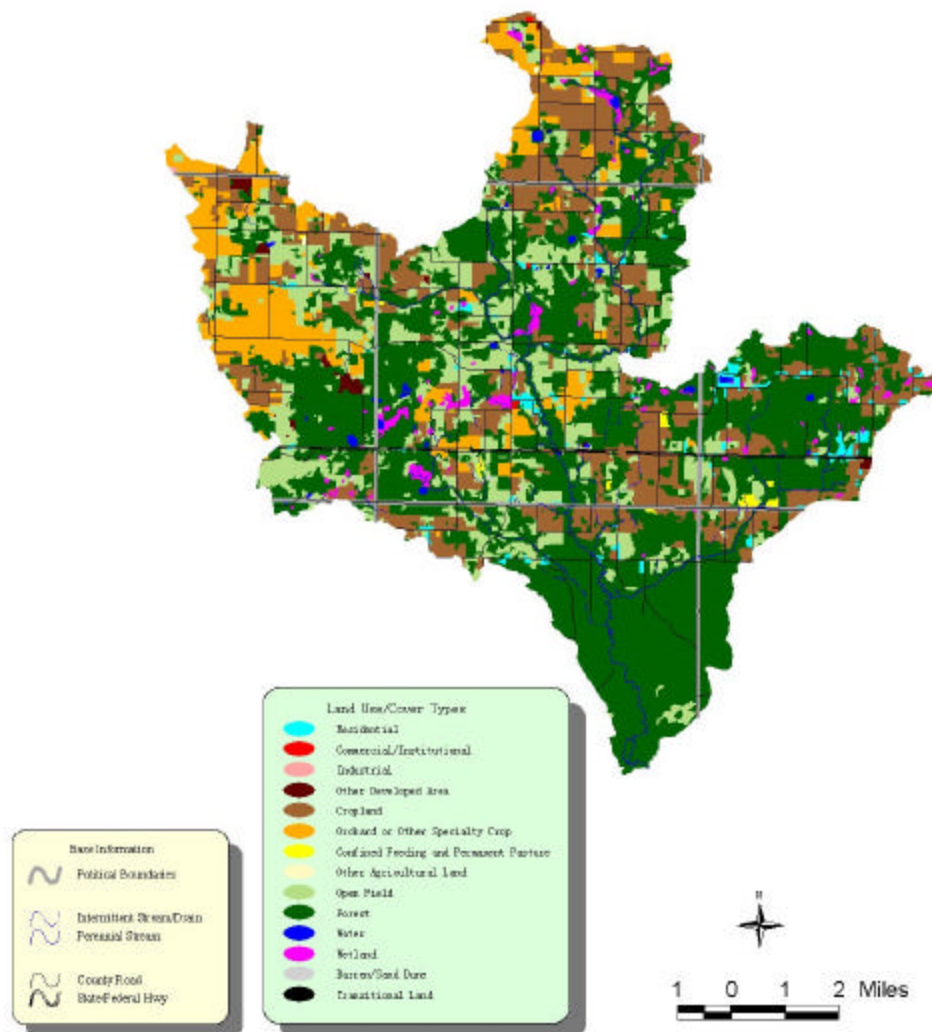 Land Use/Cover Types
Residential
Commercial/Institutional
Industrial
Other Developed Area
Cropland
Orchard or Other Specialty Crop
Confined Feeding and Permanent Pasture
Other Agricultural Land
Open Field
Forest
Water
Wetland
Barren/Sand Dune
Transitional Land
Base Information
Political Boundaries
Intermittent Stream/Drain
Perennial Stream
County Road
State/Federal Hwy
N
1 0 1 2 Miles